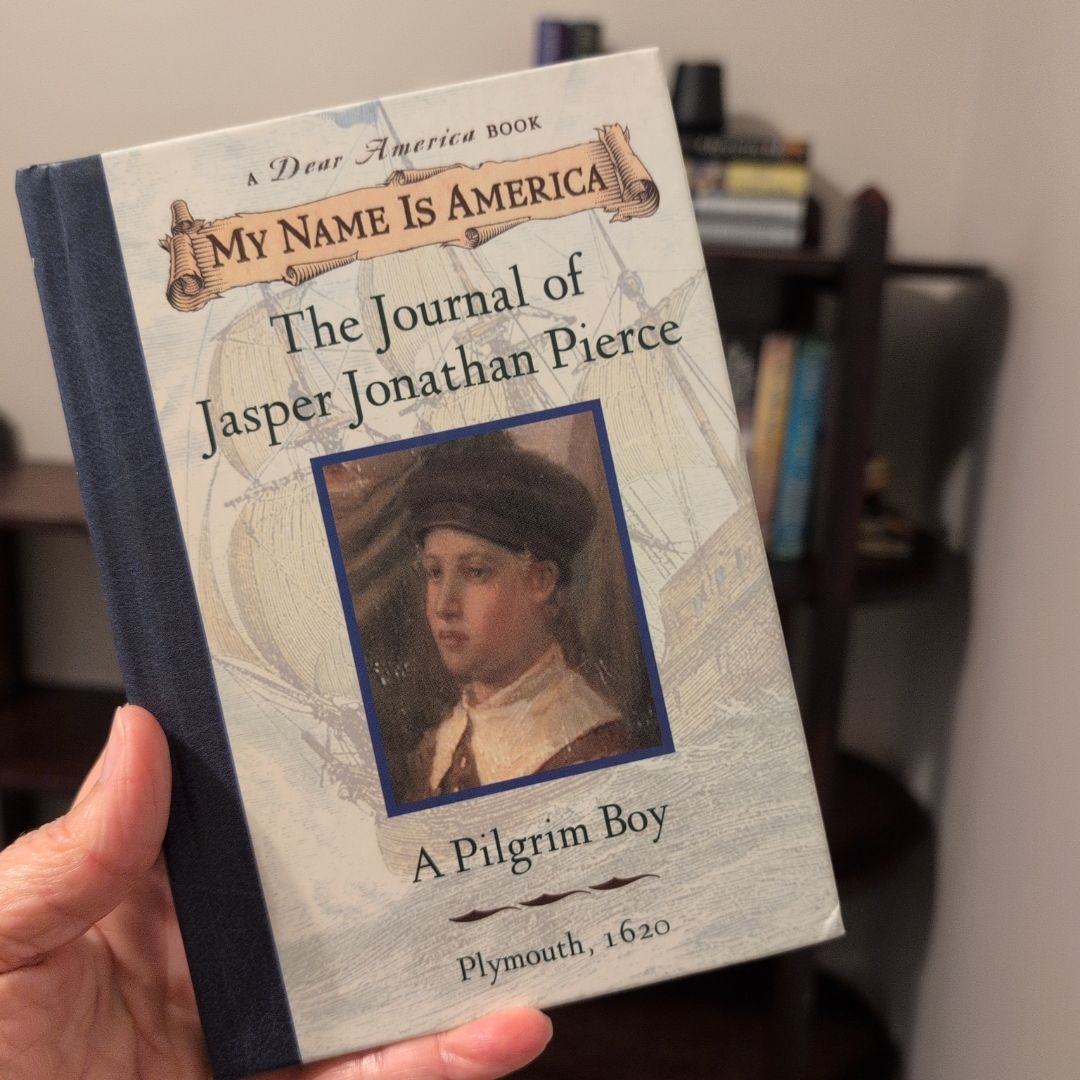 A Dear America BOOK
MY NAME IS AMERICA
The Journal of
Jasper Jonathan Pierce
A Pilgrim Boy
Plymouth, 1620